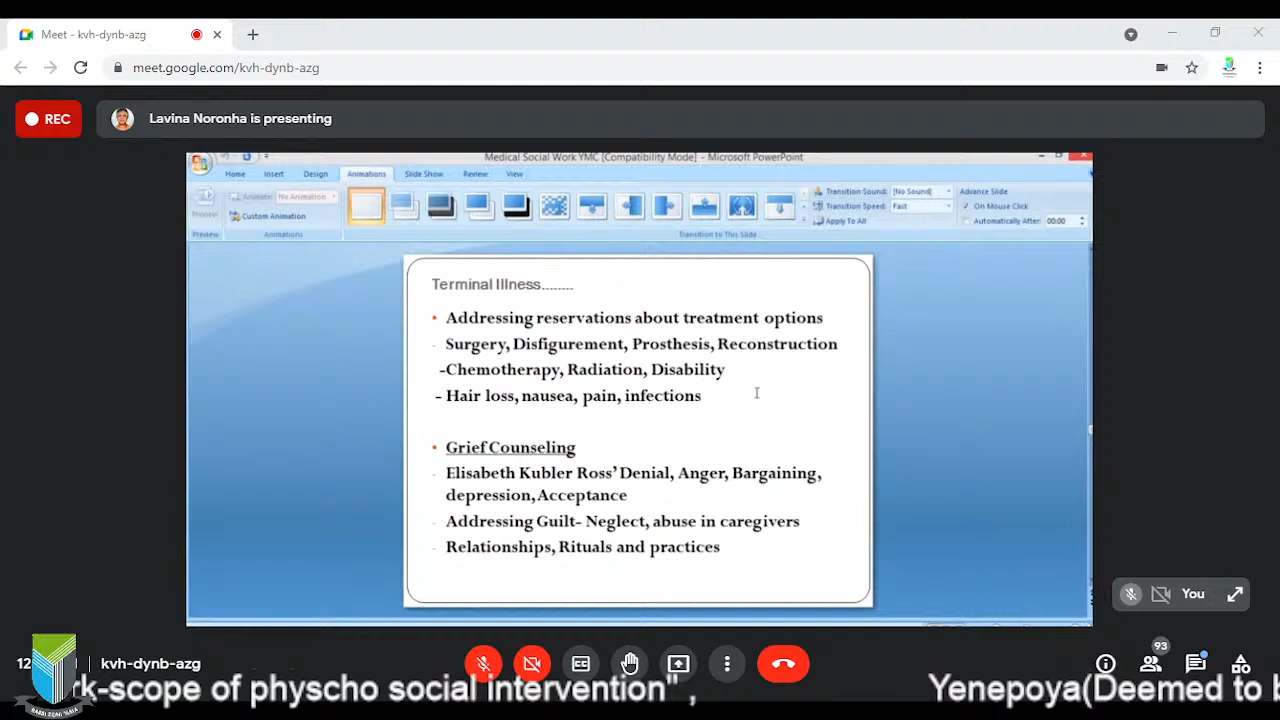 Meet - kvh-dynb-azg
meet.google.com/kvh-dynb-azg
REC
Lavina Noronha is presenting
Medical Social Work YMC [Compatibility Mode] - Microsoft PowerPoint
Home Insert Design Animations Slide Show Review View
Preview
Animate: No Animation
Custom Animation
Transition Sound: [No Sound]
Transition Speed: Fast
Apply To All
Advance Slide
On Mouse Click
Automatically After: 00:00
Preview Animations Transition to This Slide
Terminal Illness........
• Addressing reservations about treatment options
- Surgery, Disfigurement, Prosthesis, Reconstruction
-Chemotherapy, Radiation, Disability
- Hair loss, nausea, pain, infections
• Grief Counseling
- Elisabeth Kubler Ross' Denial, Anger, Bargaining,
depression, Acceptance
- Addressing Guilt- Neglect, abuse in caregivers
- Relationships, Rituals and practices
You
93
12
kvh-dynb-azg
rk-scope of physcho social intervention" , Yenepoya(Deemed to b